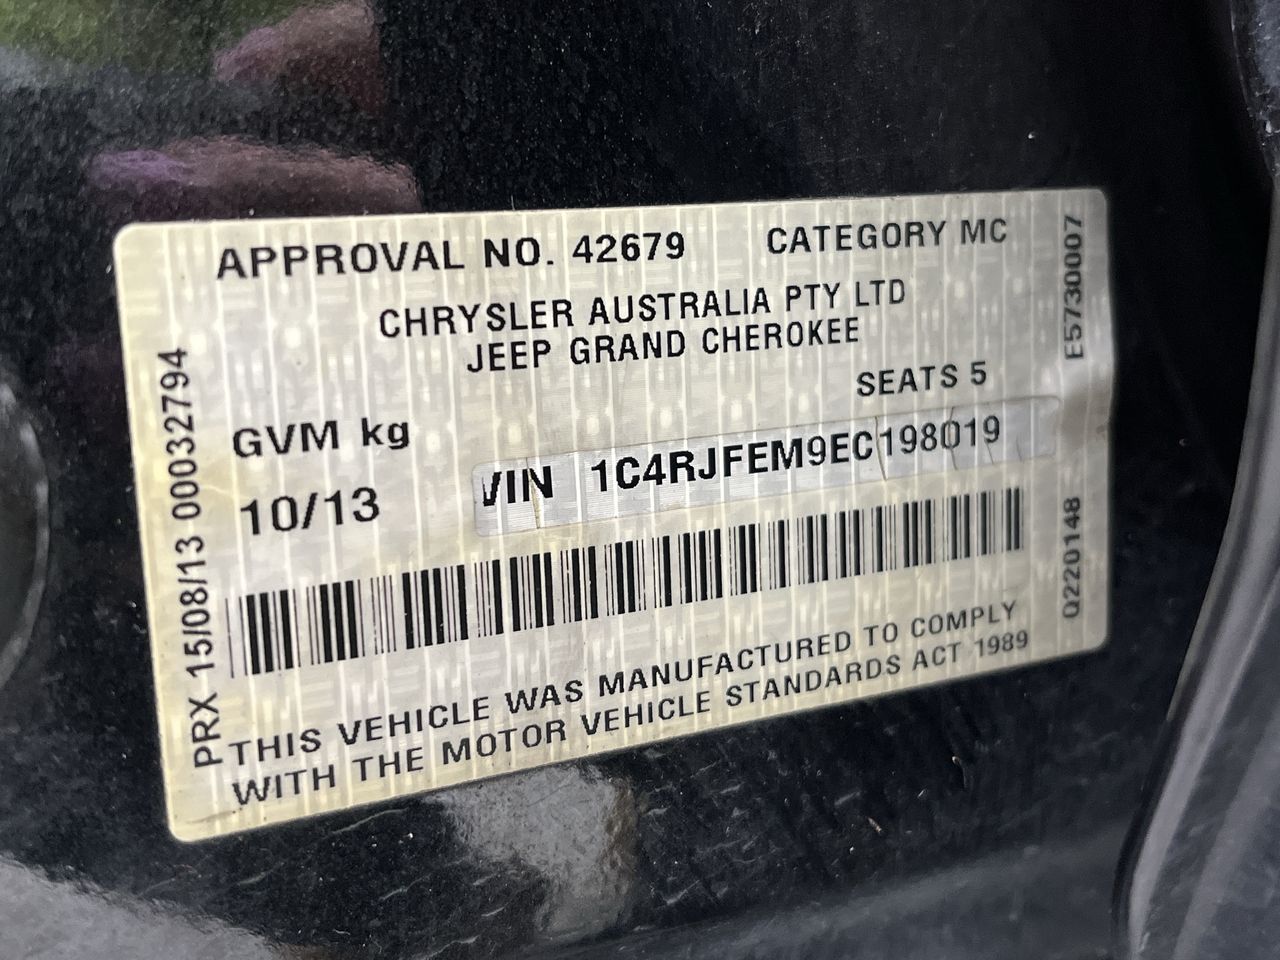 APPROVAL NO. 42679 CATEGORY MC
CHRYSLER AUSTRALIA PTY LTD
JEEP GRAND CHEROKEE
SEATS 5
GVM kg
VIN 1C4RJFEM9EC198019
10/13
THIS VEHICLE WAS MANUFACTURED TO COMPLY
WITH THE MOTOR VEHICLE STANDARDS ACT 1989
PRX 15/08/13 00032794
E5730007
Q220148